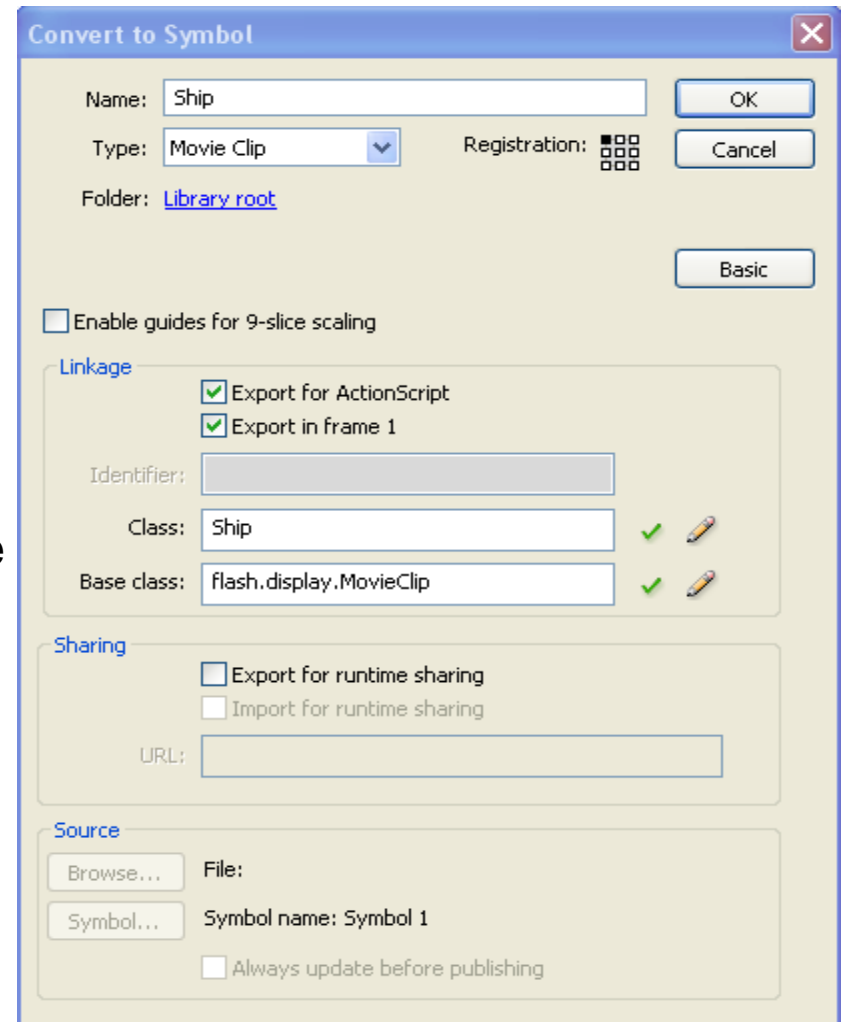 Convert to Symbol
Name: Ship
OK
Type: Movie Clip
Registration:
Cancel
Folder: Library root
Basic
Enable guides for 9-slice scaling
Linkage
Export for ActionScript
Export in frame 1
Identifier:
Class: Ship
e
Base class: flash.display.MovieClip
Sharing
Export for runtime sharing
Import for runtime sharing
URL:
Source
Browse... File:
Symbol... Symbol name: Symbol 1
Always update before publishing